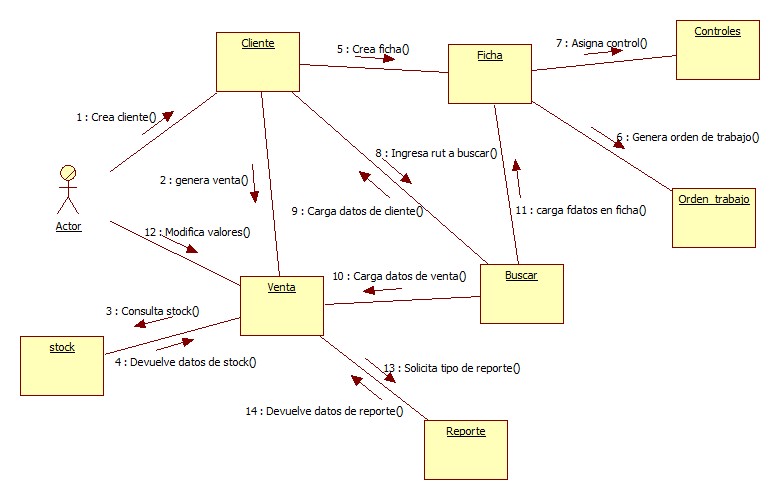 Cliente
5 : Crea ficha()
Ficha
7 : Asigna control()
Controles
1 : Crea cliente()
6 : Genera orden de trabajo()
8 : Ingresa rut a buscar()
2 : genera venta()
Orden_trabajo
9 : Carga datos de cliente()
11 : carga fdatos en ficha()
Actor
12 : Modifica valores()
10 : Carga datos de venta()
Buscar
Venta
3 : Consulta stock()
stock
4 : Devuelve datos de stock()
13 : Solicita tipo de reporte()
14 : Devuelve datos de reporte()
Reporte